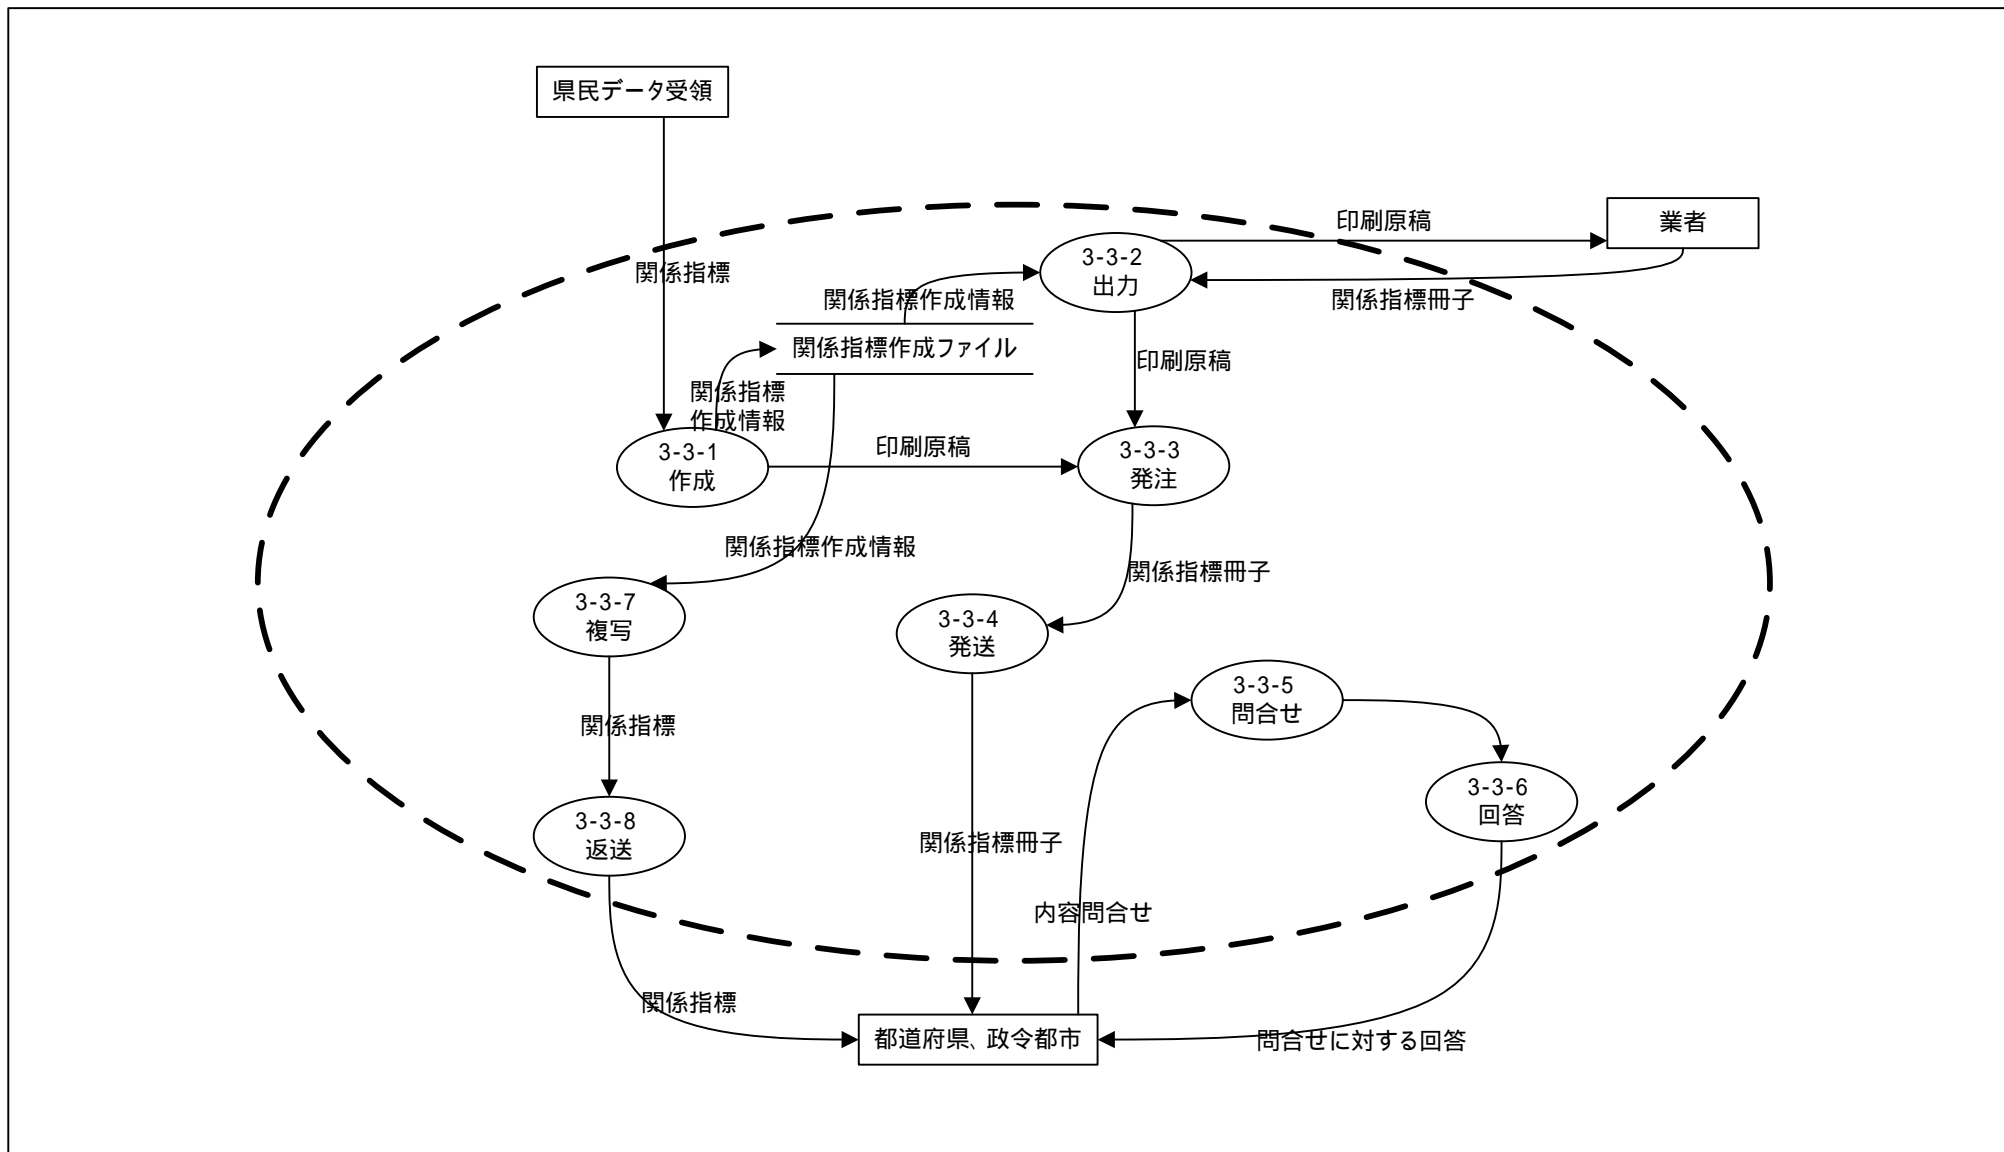 県民データ受領
業者
印刷原稿
関係指標
3-3-2
出力
関係指標作成情報
関係指標冊子
関係指標作成ファイル
印刷原稿
関係指標
作成情報
3-3-1
作成
印刷原稿
3-3-3
発注
関係指標作成情報
関係指標冊子
3-3-7
複写
3-3-4
発送
3-3-5
問合せ
関係指標
3-3-6
回答
3-3-8
返送
関係指標冊子
内容問合せ
関係指標
都道府県、政令都市
問合せに対する回答